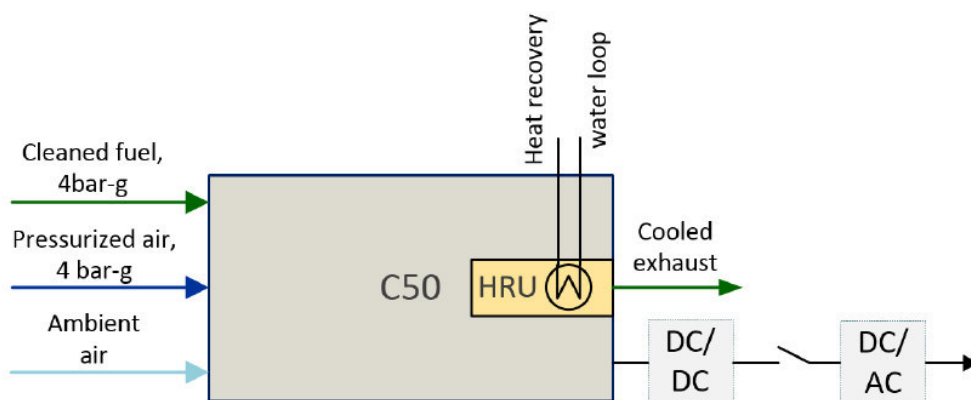 Heat recovery
water loop
Cleaned fuel,
4bar-g
Pressurized air,
4 bar-g
Ambient
air
C50
HRU
Cooled
exhaust
DC/
DC
DC/
AC